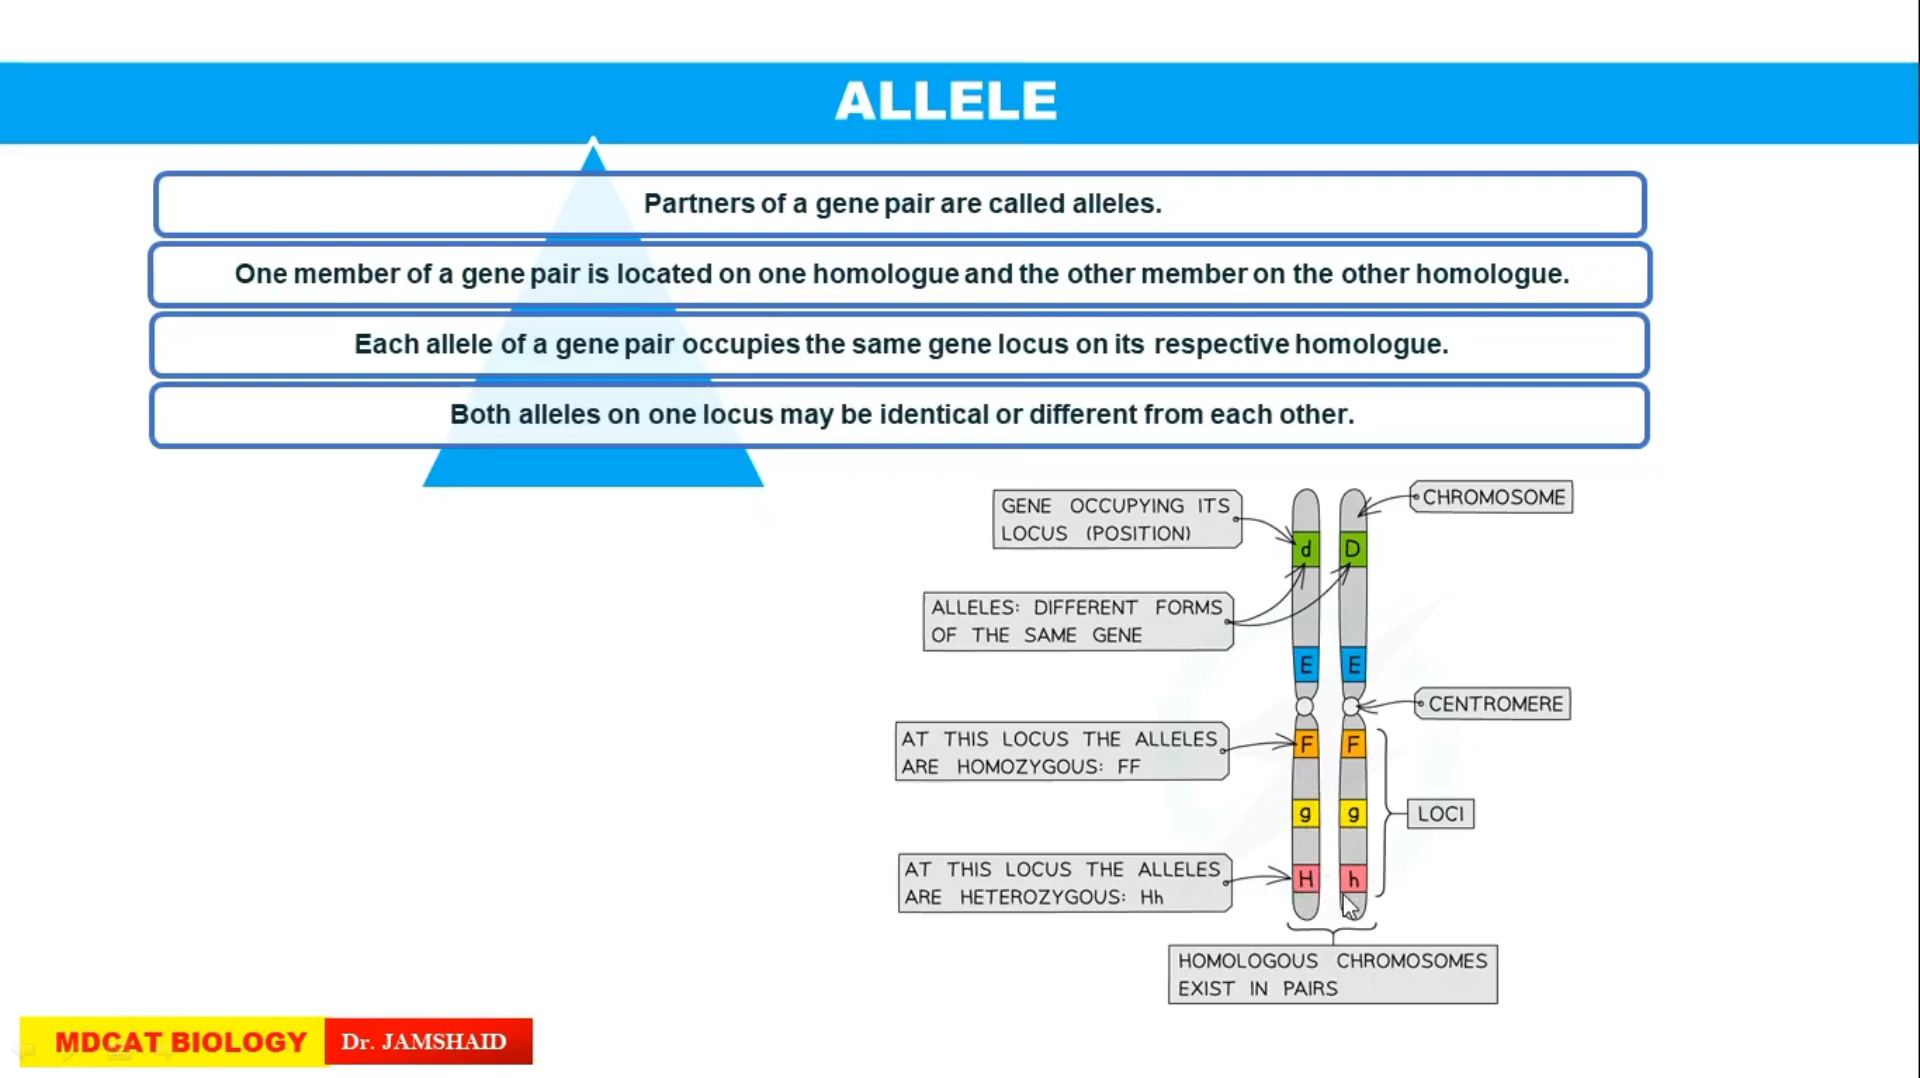 ALLELE
Partners of a gene pair are called alleles.
One member of a gene pair is located on one homologue and the other member on the other homologue.
Each allele of a gene pair occupies the same gene locus on its respective homologue.
Both alleles on one locus may be identical or different from each other.
GENE OCCUPYING ITS
LOCUS (POSITION)
CHROMOSOME
d D
ALLELES: DIFFERENT FORMS
OF THE SAME GENE
E E
CENTROMERE
AT THIS LOCUS THE ALLELES
ARE HOMOZYGOUS: FF
F F
g g
LOCI
AT THIS LOCUS THE ALLELES
ARE HETEROZYGOUS: Hh
H h
HOMOLOGOUS CHROMOSOMES
EXIST IN PAIRS
MDCAT BIOLOGY
Dr. JAMSHAID